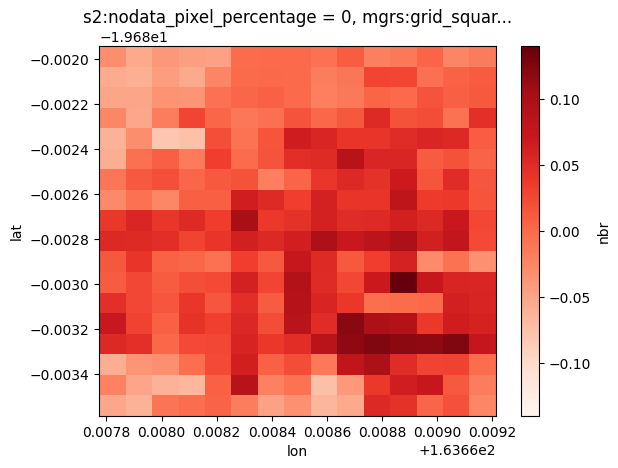 s2:nodata_pixel_percentage = 0, mgrs:grid_squar...
−1.968e1
−0.0020
−0.0022
−0.0024
−0.0026
−0.0028
−0.0030
−0.0032
−0.0034
lat
0.0078 0.0080 0.0082 0.0084 0.0086 0.0088 0.0090 0.0092
lon
+1.6366e2
0.10
0.05
0.00
−0.05
−0.10
nbr